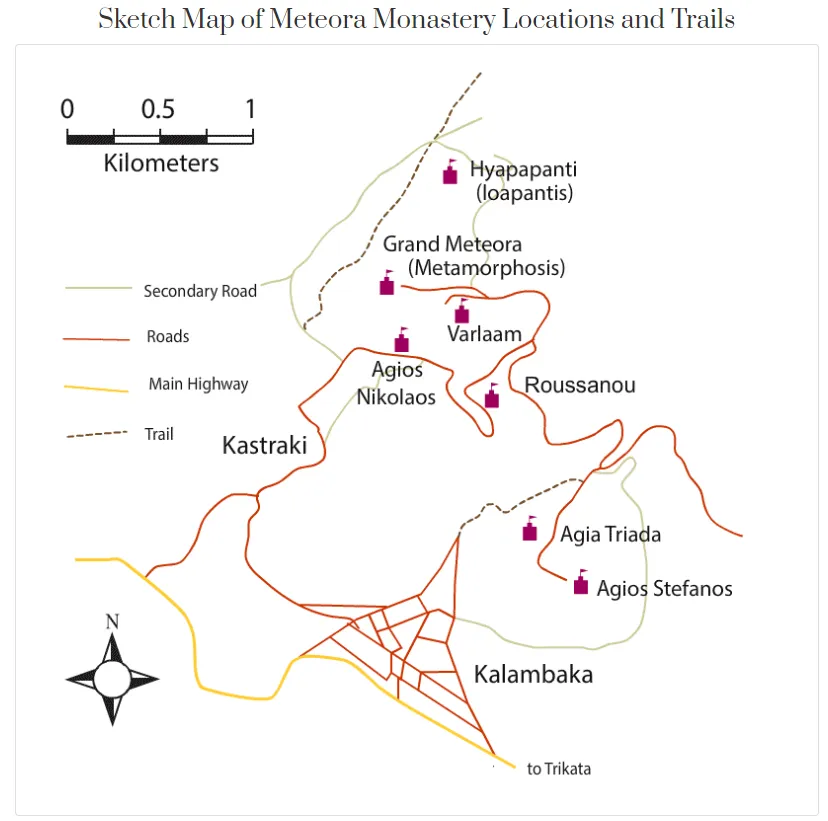 Sketch Map of Meteora Monastery Locations and Trails
0 0.5 1
Kilometers
Hyapapanti
(Ioapantis)
Grand Meteora
(Metamorphosis)
Secondary Road
Roads
Varlaam
Agios
Nikolaos
Main Highway
Roussanou
Trail
Kastraki
Agia Triada
Agios Stefanos
N
Kalambaka
to Trikata